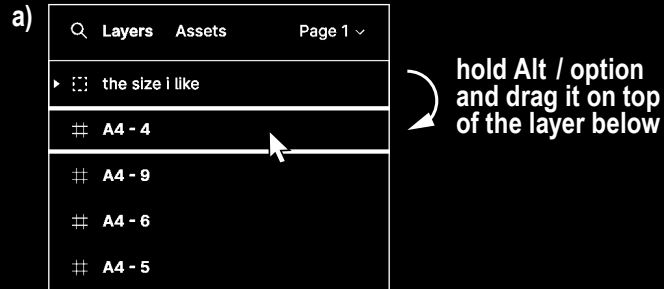 a)
Layers Assets Page 1
the size i like
A4 - 4
A4 - 9
A4 - 6
A4 - 5
hold Alt / option
and drag it on top
of the layer below